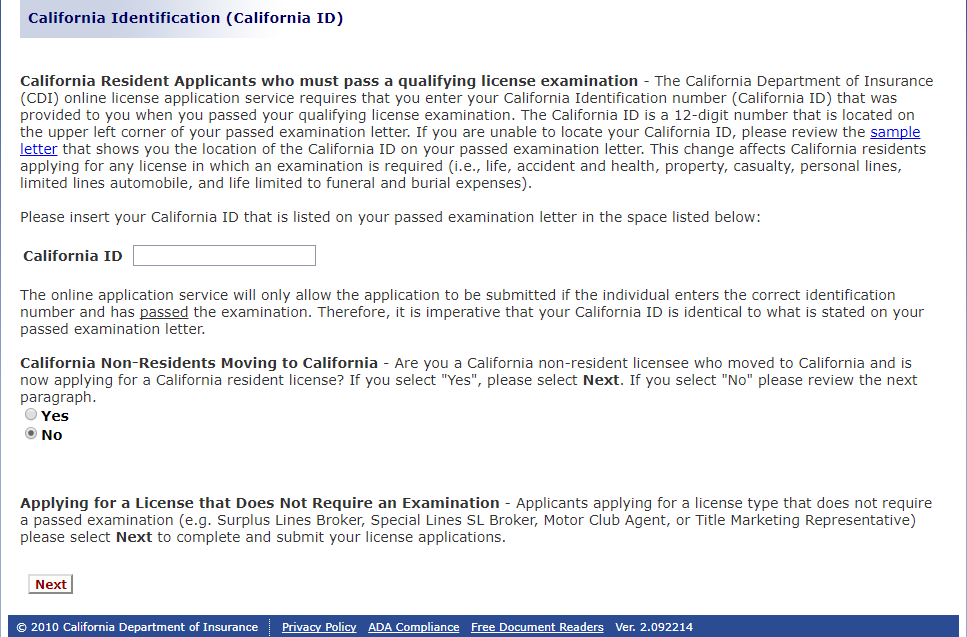 California Identification (California ID)
California Resident Applicants who must pass a qualifying license examination - The California Department of Insurance
(CDI) online license application service requires that you enter your California Identification number (California ID) that was
provided to you when you passed your qualifying license examination. The California ID is a 12-digit number that is located on
the upper left corner of your passed examination letter. If you are unable to locate your California ID, please review the sample
letter that shows you the location of the California ID on your passed examination letter. This change affects California residents
applying for any license in which an examination is required (i.e., life, accident and health, property, casualty, personal lines,
limited lines automobile, and life limited to funeral and burial expenses).
Please insert your California ID that is listed on your passed examination letter in the space listed below:
California ID
The online application service will only allow the application to be submitted if the individual enters the correct identification
number and has passed the examination. Therefore, it is imperative that your California ID is identical to what is stated on your
passed examination letter.
California Non-Residents Moving to California - Are you a California non-resident licensee who moved to California and is
now applying for a California resident license? If you select "Yes", please select Next. If you select "No" please review the next
paragraph.
Yes
No
Applying for a License that Does Not Require an Examination - Applicants applying for a license type that does not require
a passed examination (e.g. Surplus Lines Broker, Special Lines SL Broker, Motor Club Agent, or Title Marketing Representative)
please select Next to complete and submit your license applications.
Next
© 2010 California Department of Insurance Privacy Policy ADA Compliance Free Document Readers Ver. 2.092214